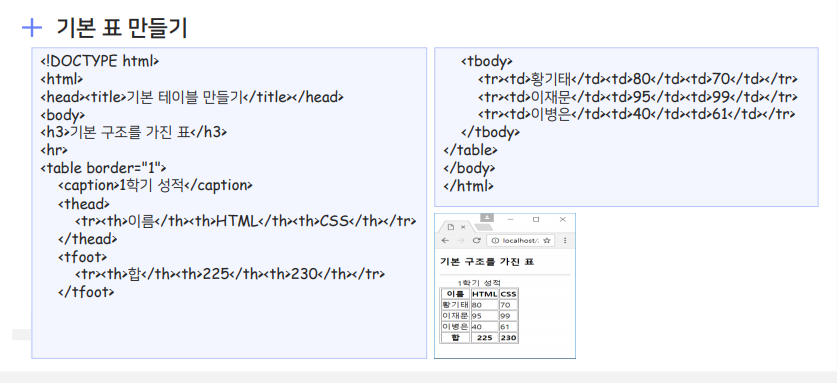 기본 표 만들기
<!DOCTYPE html>
<html>
<head><title>기본 테이블 만들기</title></head>
<body>
<h3>기본 구조를 가진 표</h3>
<hr>
<table border="1">
<caption>1학기 성적</caption>
<thead>
<tr><th>이름</th><th>HTML</th><th>CSS</th></tr>
</thead>
<tfoot>
<tr><th>합</th><th>225</th><th>230</th></tr>
</tfoot>
<tbody>
<tr><td>황기태</td><td>80</td><td>70</td></tr>
<tr><td>이재문</td><td>95</td><td>99</td></tr>
<tr><td>이병은</td><td>40</td><td>61</td></tr>
</tbody>
</table>
</body>
</html>
localhost/.
기본 구조를 가진 표
1학기 성적
이름 HTML CSS
황기태 80 70
이재문 95 99
이병은 40 61
합 225 230